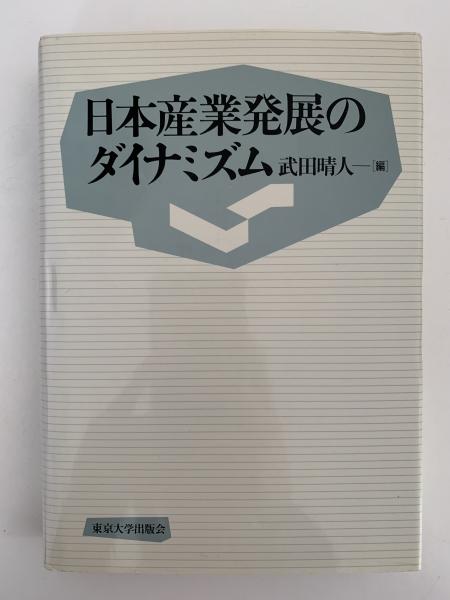 日本産業発展の
ダイナミズム 武田晴人―[編]
東京大学出版会